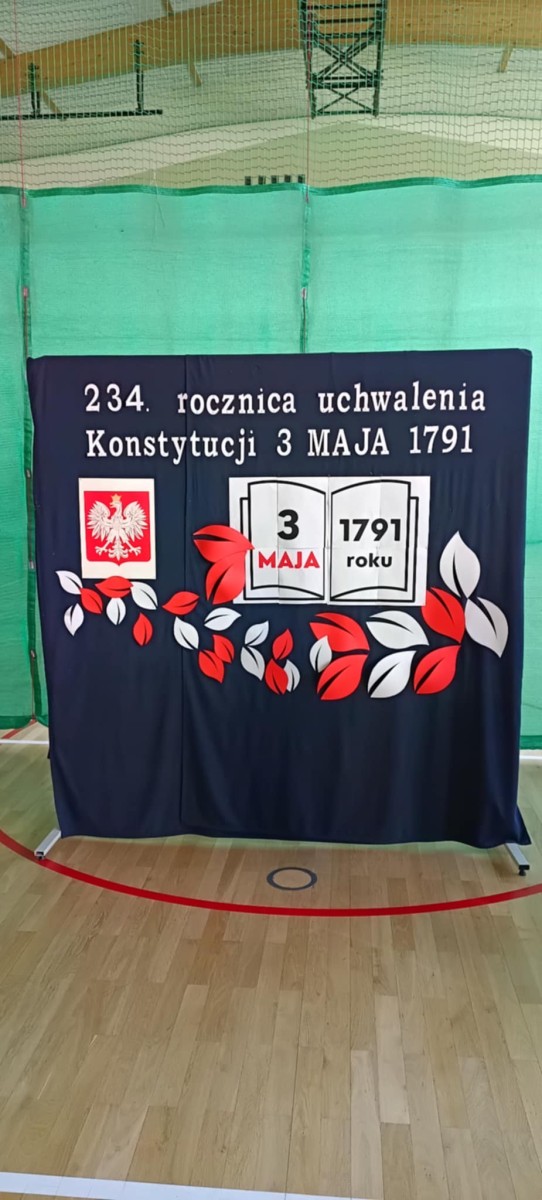 234. rocznica uchwalenia
Konstytucji 3 MAJA 1791
3
MAJA
1791
roku